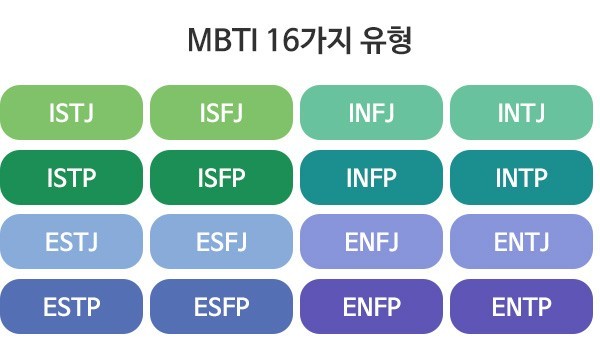 MBTI 16가지 유형
ISTJ ISFJ INFJ INTJ
ISTP ISFP INFP INTP
ESTJ ESFJ ENFJ ENTJ
ESTP ESFP ENFP ENTP